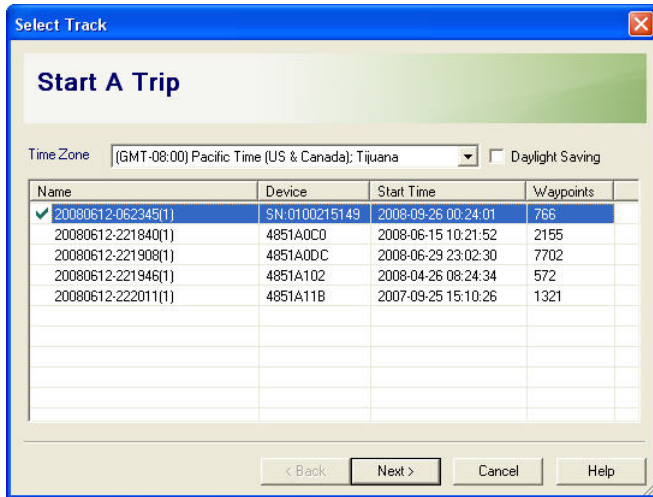 Select Track
Start A Trip
Time Zone (GMT-08:00) Pacific Time (US & Canada); Tijuana Daylight Saving
Name Device Start Time Waypoints
20080612-062345(1) SN:0100215149 2008-09-26 00:24:01 766
20080612-221840(1) 4851A0C0 2008-06-15 10:21:52 2155
20080612-221908(1) 4851A0DC 2008-06-29 23:02:30 7702
20080612-221946(1) 4851A102 2008-04-26 08:24:34 572
20080612-222011(1) 4851A11B 2007-09-25 15:10:26 1321
< Back Next > Cancel Help